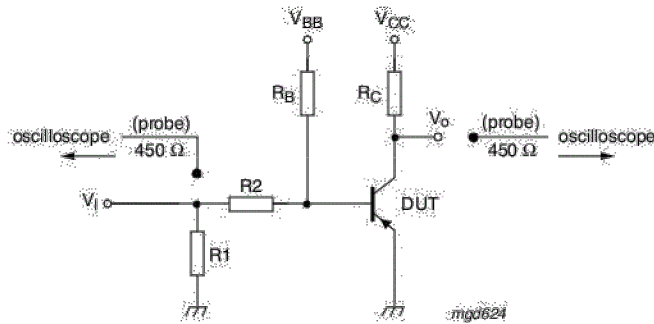 V_BB V_CC
R_B R_C
oscilloscope (probe) 450 Ω
V_o (probe) 450 Ω oscilloscope
R2
V_i DUT
R1
mgd624